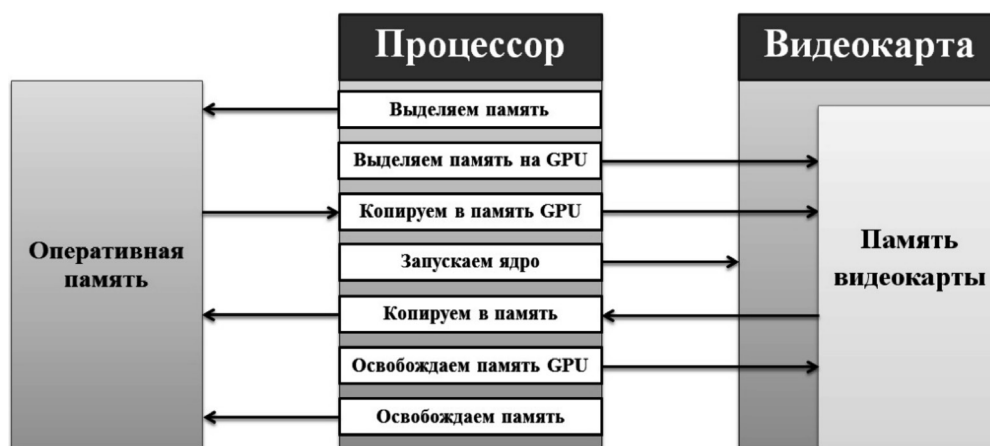 Процессор
Видеокарта
Выделяем память
Выделяем память на GPU
Копируем в память GPU
Оперативная
память
Запускаем ядро
Память
видеокарты
Копируем в память
Освобождаем память GPU
Освобождаем память